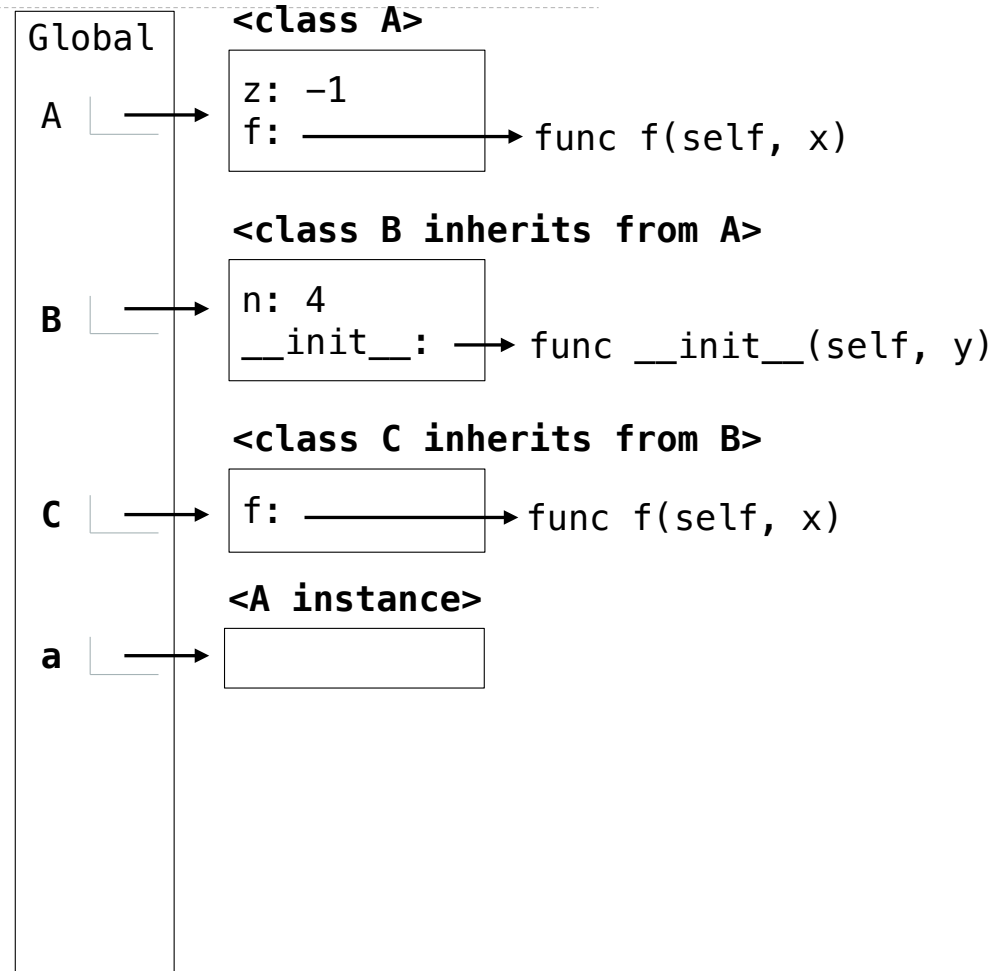 <class A>
Global
z: −1
A
f:
func f(self, x)
<class B inherits from A>
n: 4
B
__init__:
func __init__(self, y)
<class C inherits from B>
C
f:
func f(self, x)
<A instance>
a